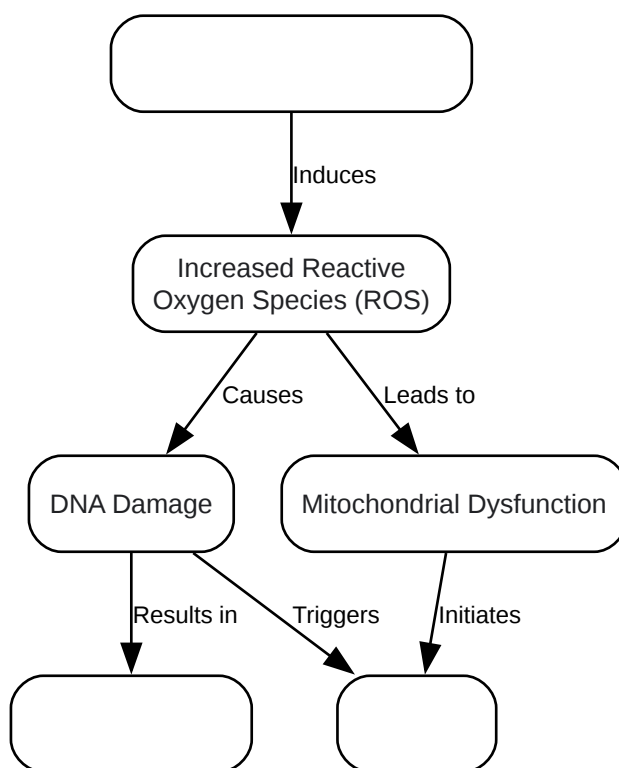 Induces
Increased Reactive
Oxygen Species (ROS)
Causes
Leads to
DNA Damage
Mitochondrial Dysfunction
Results in
Triggers
Initiates